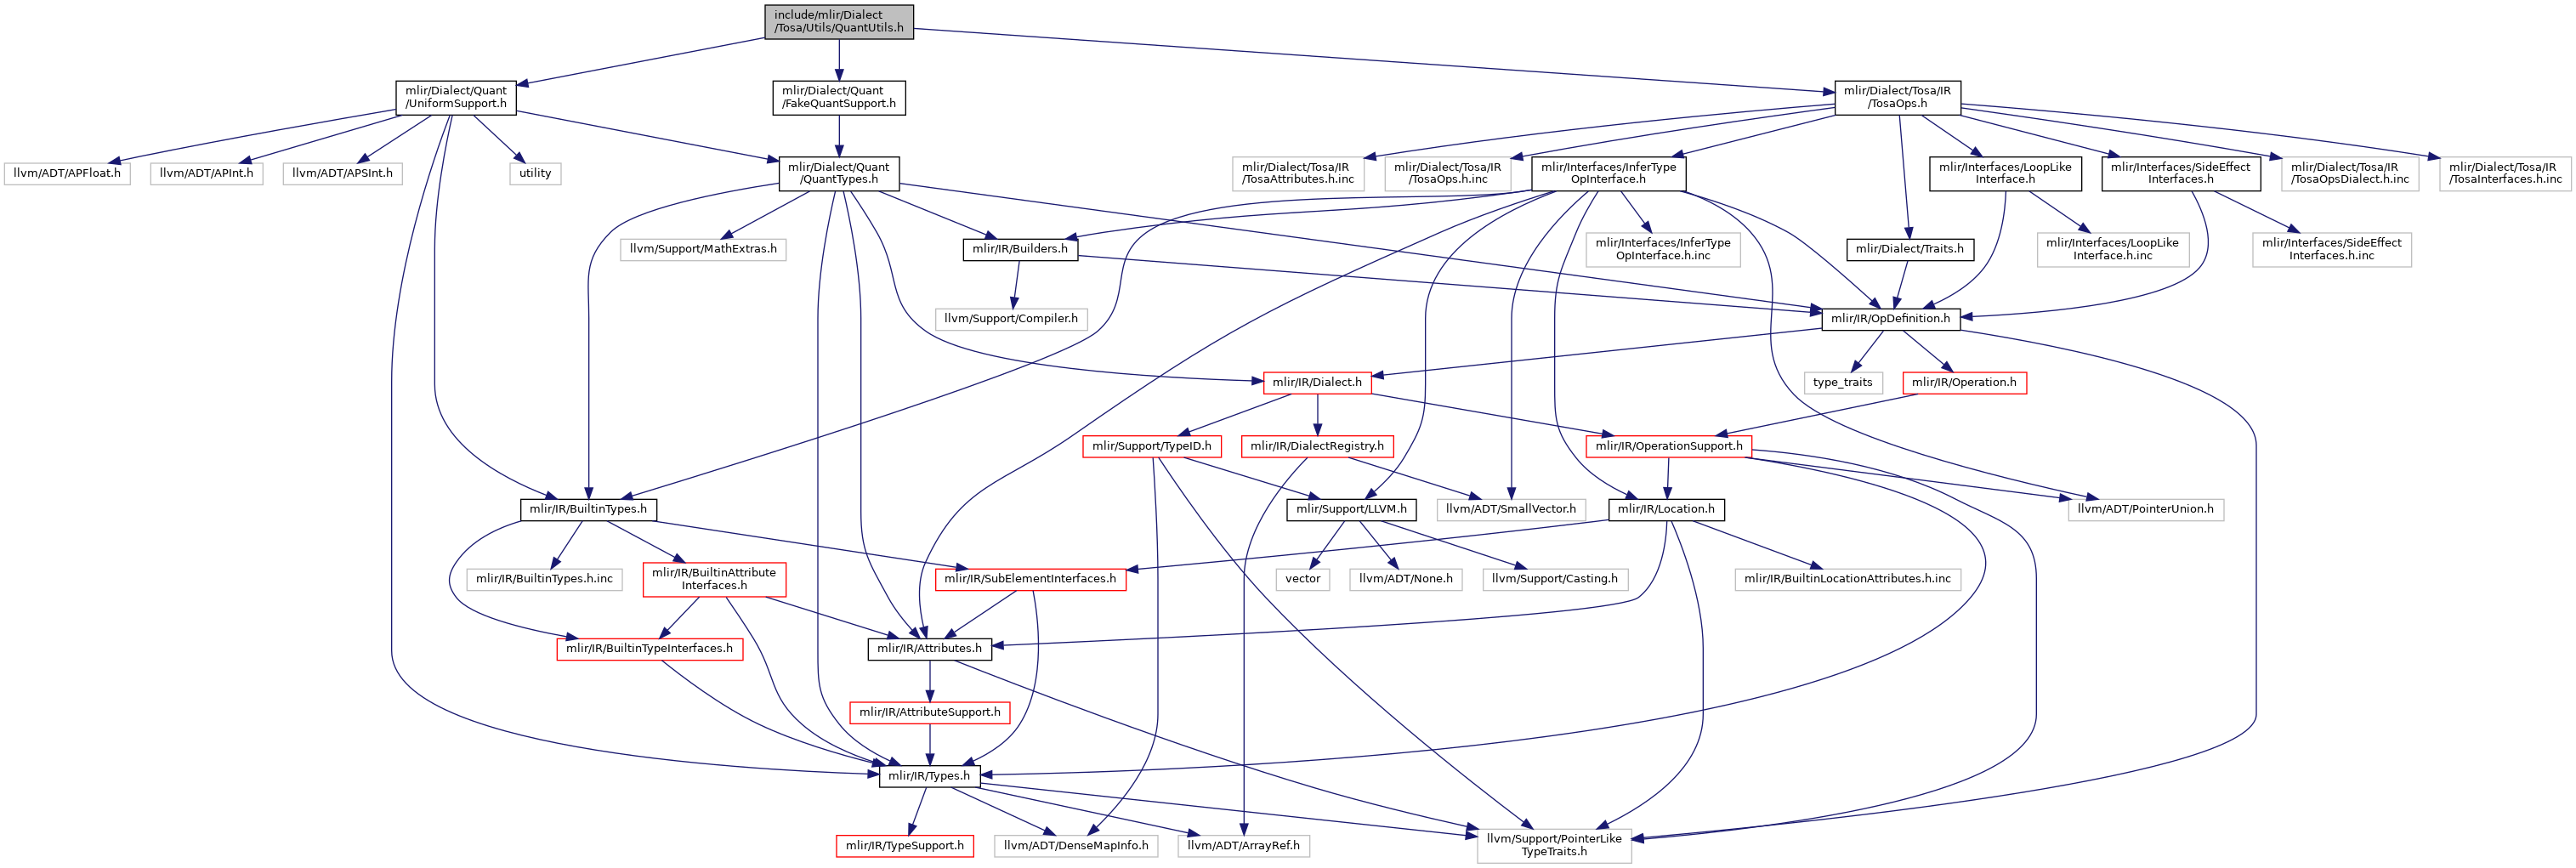 include/mlir/Dialect
/Tosa/Utils/QuantUtils.h
mlir/Dialect/Quant
/UniformSupport.h
mlir/Dialect/Quant
/FakeQuantSupport.h
mlir/Dialect/Tosa/IR
/TosaOps.h
llvm/ADT/APFloat.h
llvm/ADT/APInt.h
llvm/ADT/APSInt.h
utility
mlir/Dialect/Quant
/QuantTypes.h
mlir/Dialect/Tosa/IR
/TosaAttributes.h.inc
mlir/Dialect/Tosa/IR
/TosaOps.h.inc
mlir/Interfaces/InferType
OpInterface.h
mlir/Interfaces/LoopLike
Interface.h
mlir/Interfaces/SideEffect
Interfaces.h
mlir/Dialect/Tosa/IR
/TosaOpsDialect.h.inc
mlir/Dialect/Tosa/IR
/TosaInterfaces.h.inc
llvm/Support/MathExtras.h
mlir/IR/Builders.h
mlir/Interfaces/InferType
OpInterface.h.inc
mlir/Dialect/Traits.h
mlir/Interfaces/LoopLike
Interface.h.inc
mlir/Interfaces/SideEffect
Interfaces.h.inc
llvm/Support/Compiler.h
mlir/IR/OpDefinition.h
mlir/IR/Dialect.h
type_traits
mlir/IR/Operation.h
mlir/Support/TypeID.h
mlir/IR/DialectRegistry.h
mlir/IR/OperationSupport.h
mlir/IR/BuiltinTypes.h
mlir/Support/LLVM.h
llvm/ADT/SmallVector.h
mlir/IR/Location.h
llvm/ADT/PointerUnion.h
mlir/IR/BuiltinTypes.h.inc
mlir/IR/BuiltinAttribute
Interfaces.h
mlir/IR/SubElementInterfaces.h
vector
llvm/ADT/None.h
llvm/Support/Casting.h
mlir/IR/BuiltinLocationAttributes.h.inc
mlir/IR/BuiltinTypeInterfaces.h
mlir/IR/Attributes.h
mlir/IR/AttributeSupport.h
mlir/IR/Types.h
mlir/IR/TypeSupport.h
llvm/ADT/DenseMapInfo.h
llvm/ADT/ArrayRef.h
llvm/Support/PointerLike
TypeTraits.h